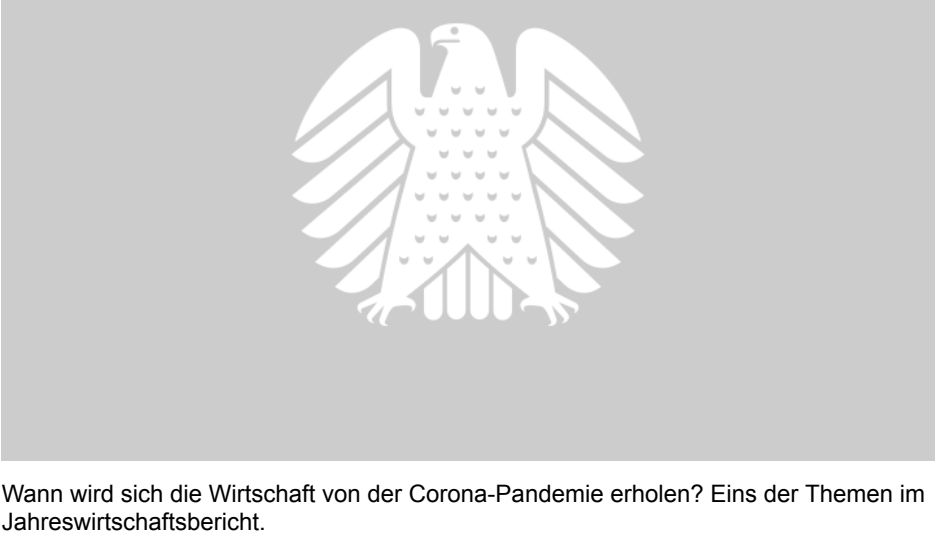 Wann wird sich die Wirtschaft von der Corona-Pandemie erholen? Eins der Themen im
Jahreswirtschaftsbericht.